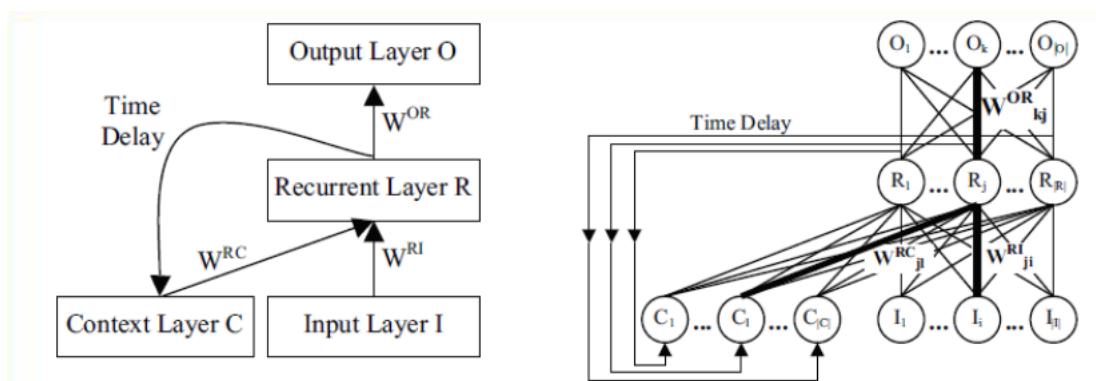 Output Layer O
Time
Delay
W^OR
Recurrent Layer R
W^RC
W^RI
Context Layer C
Input Layer I
O_1 ... O_k ... O_|O|
W^OR_kj
Time Delay
R_1 ... R_j ... R_|R|
W^RC_jl
W^RI_ji
C_1 ... C_l ... C_|C|
I_1 ... I_i ... I_|I|